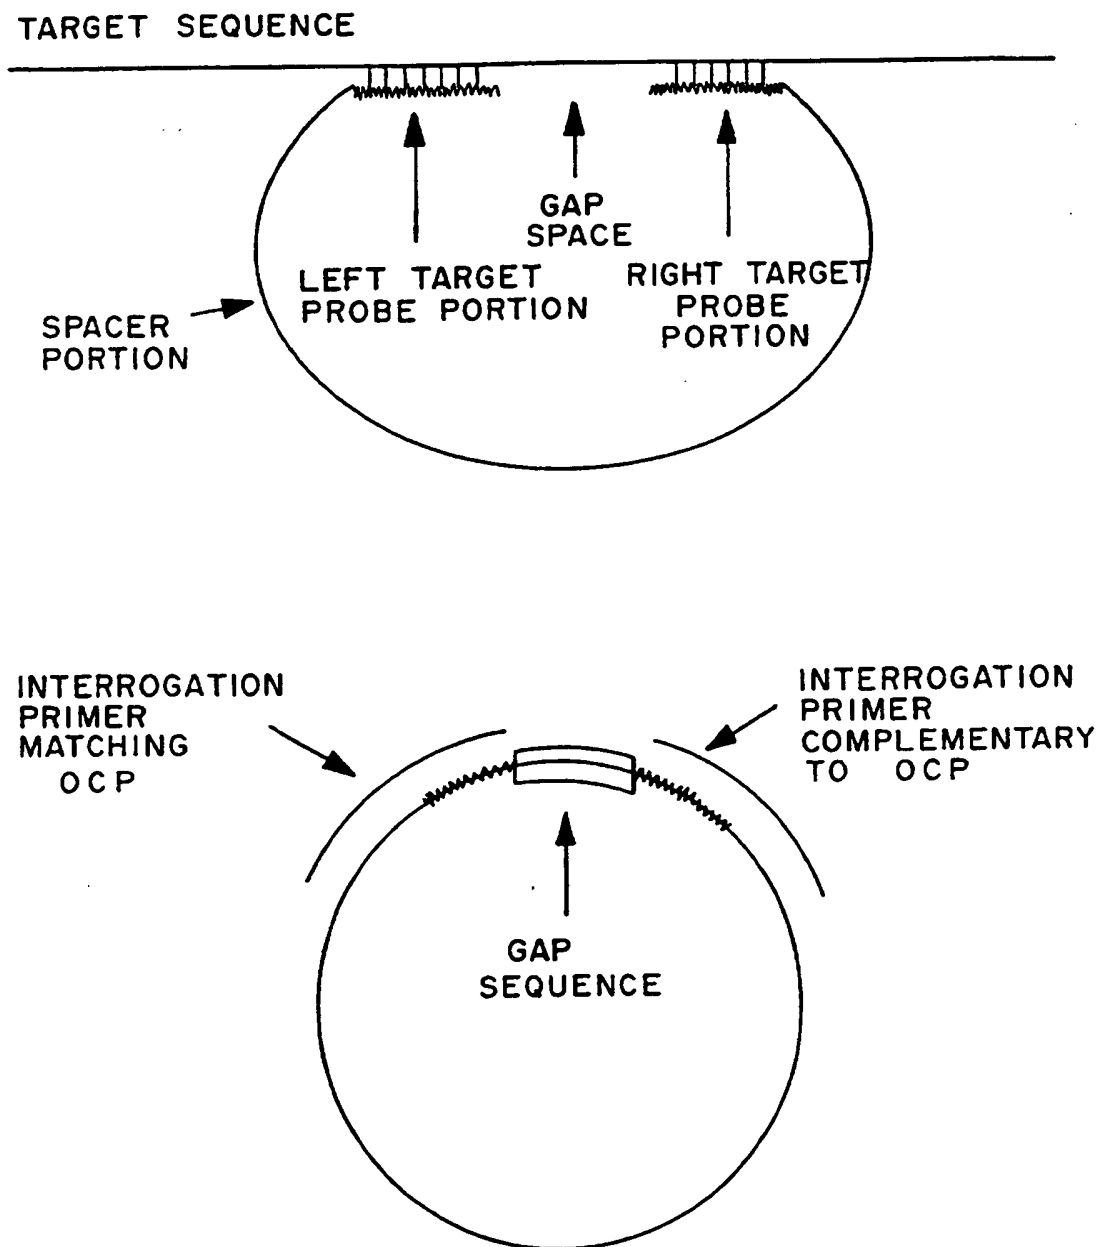 TARGET SEQUENCE
GAP
SPACE
LEFT TARGET
PROBE PORTION
RIGHT TARGET
PROBE
PORTION
SPACER
PORTION
INTERROGATION
PRIMER
MATCHING
OCP
INTERROGATION
PRIMER
COMPLEMENTARY
TO OCP
GAP
SEQUENCE